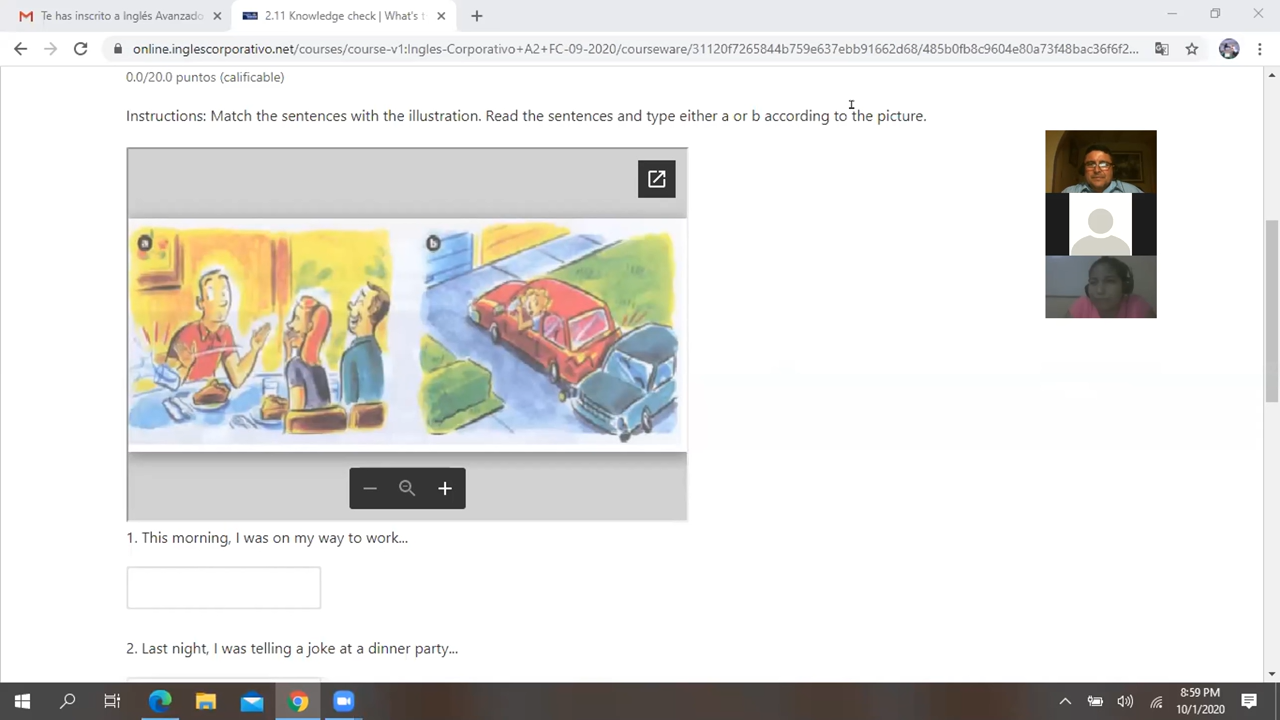 Te has inscrito a Inglés Avanzado
2.11 Knowledge check | What's t
online.inglescorporativo.net/courses/course-v1:Ingles-Corporativo+A2+FC-09-2020/courseware/31120f7265844b759e637ebb91662d68/485b0fb8c9604e80a73f48bac36f6f2...
0.0/20.0 puntos (calificable)
Instructions: Match the sentences with the illustration. Read the sentences and type either a or b according to the picture.
a b
1. This morning, I was on my way to work...
2. Last night, I was telling a joke at a dinner party...
8:59 PM
10/1/2020